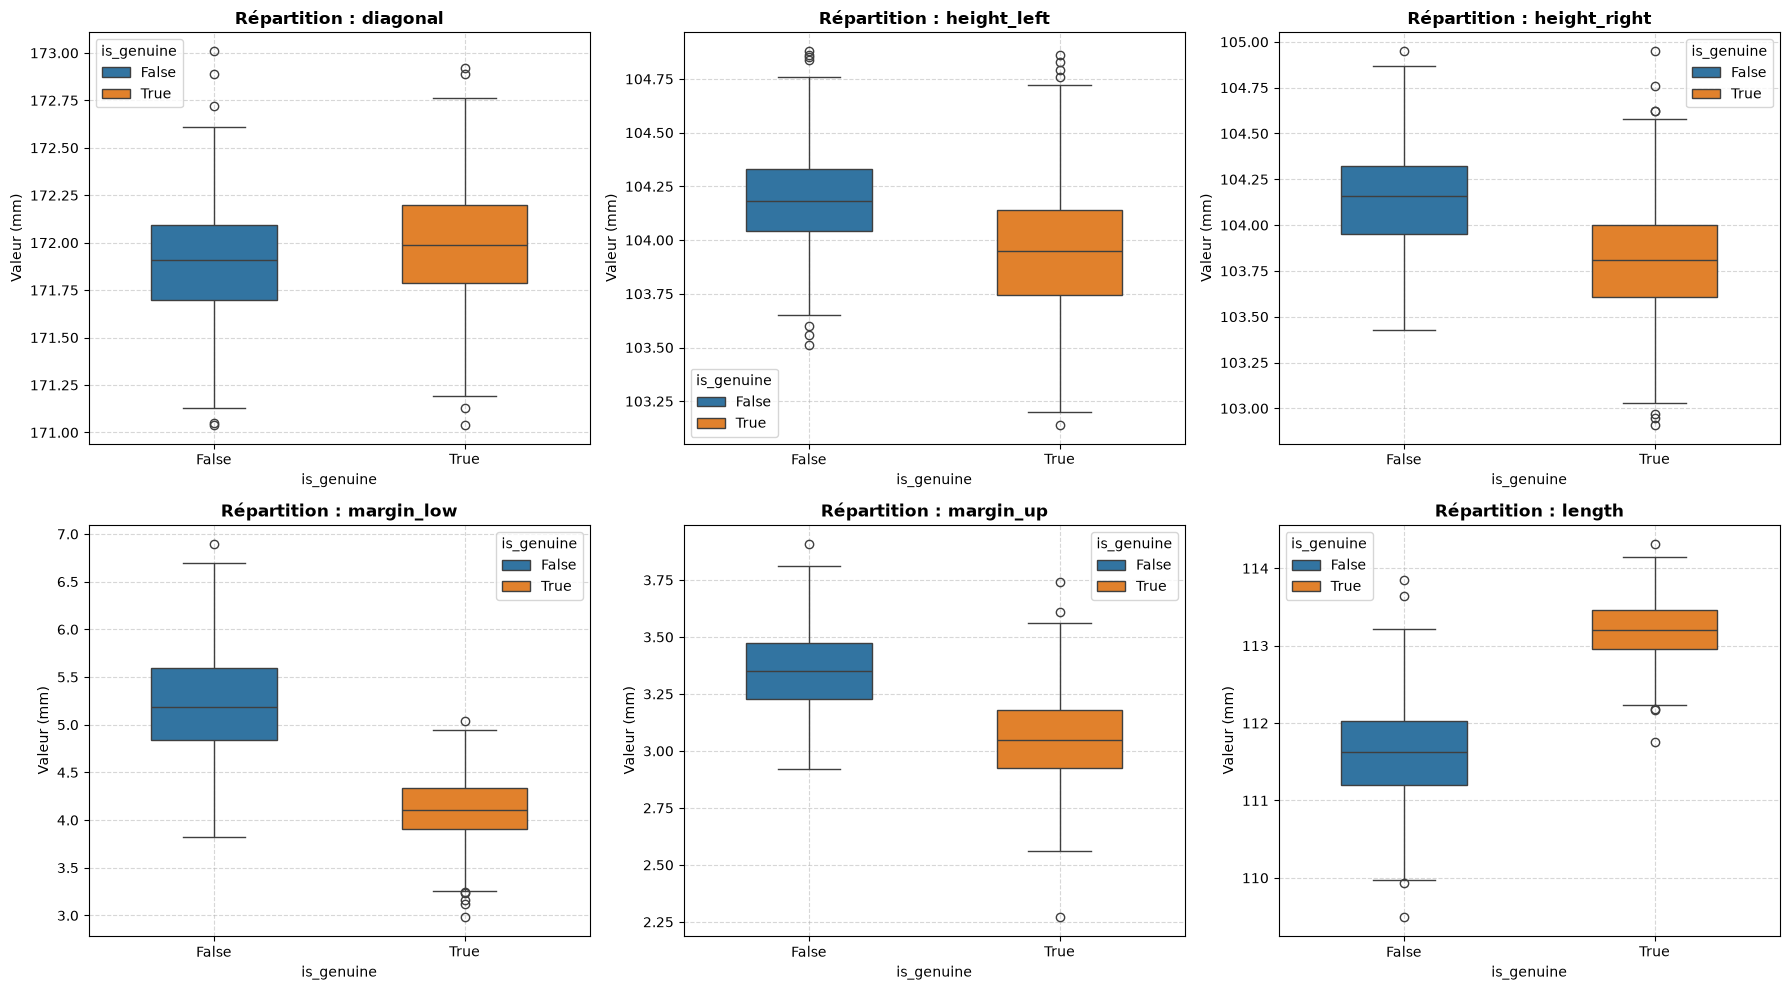 Répartition : diagonal
is_genuine
False
True
173.00
172.75
172.50
172.25
172.00
171.75
171.50
171.25
171.00
Valeur (mm)
False
True
is_genuine
Répartition : height_left
104.75
104.50
104.25
104.00
103.75
103.50
103.25
Valeur (mm)
is_genuine
False
True
False
True
is_genuine
Répartition : height_right
is_genuine
False
True
105.00
104.75
104.50
104.25
104.00
103.75
103.50
103.25
103.00
Valeur (mm)
False
True
is_genuine
Répartition : margin_low
is_genuine
False
True
7.0
6.5
6.0
5.5
5.0
4.5
4.0
3.5
3.0
Valeur (mm)
False
True
is_genuine
Répartition : margin_up
is_genuine
False
True
3.75
3.50
3.25
3.00
2.75
2.50
2.25
Valeur (mm)
False
True
is_genuine
Répartition : length
is_genuine
False
True
114
113
112
111
110
Valeur (mm)
False
True
is_genuine